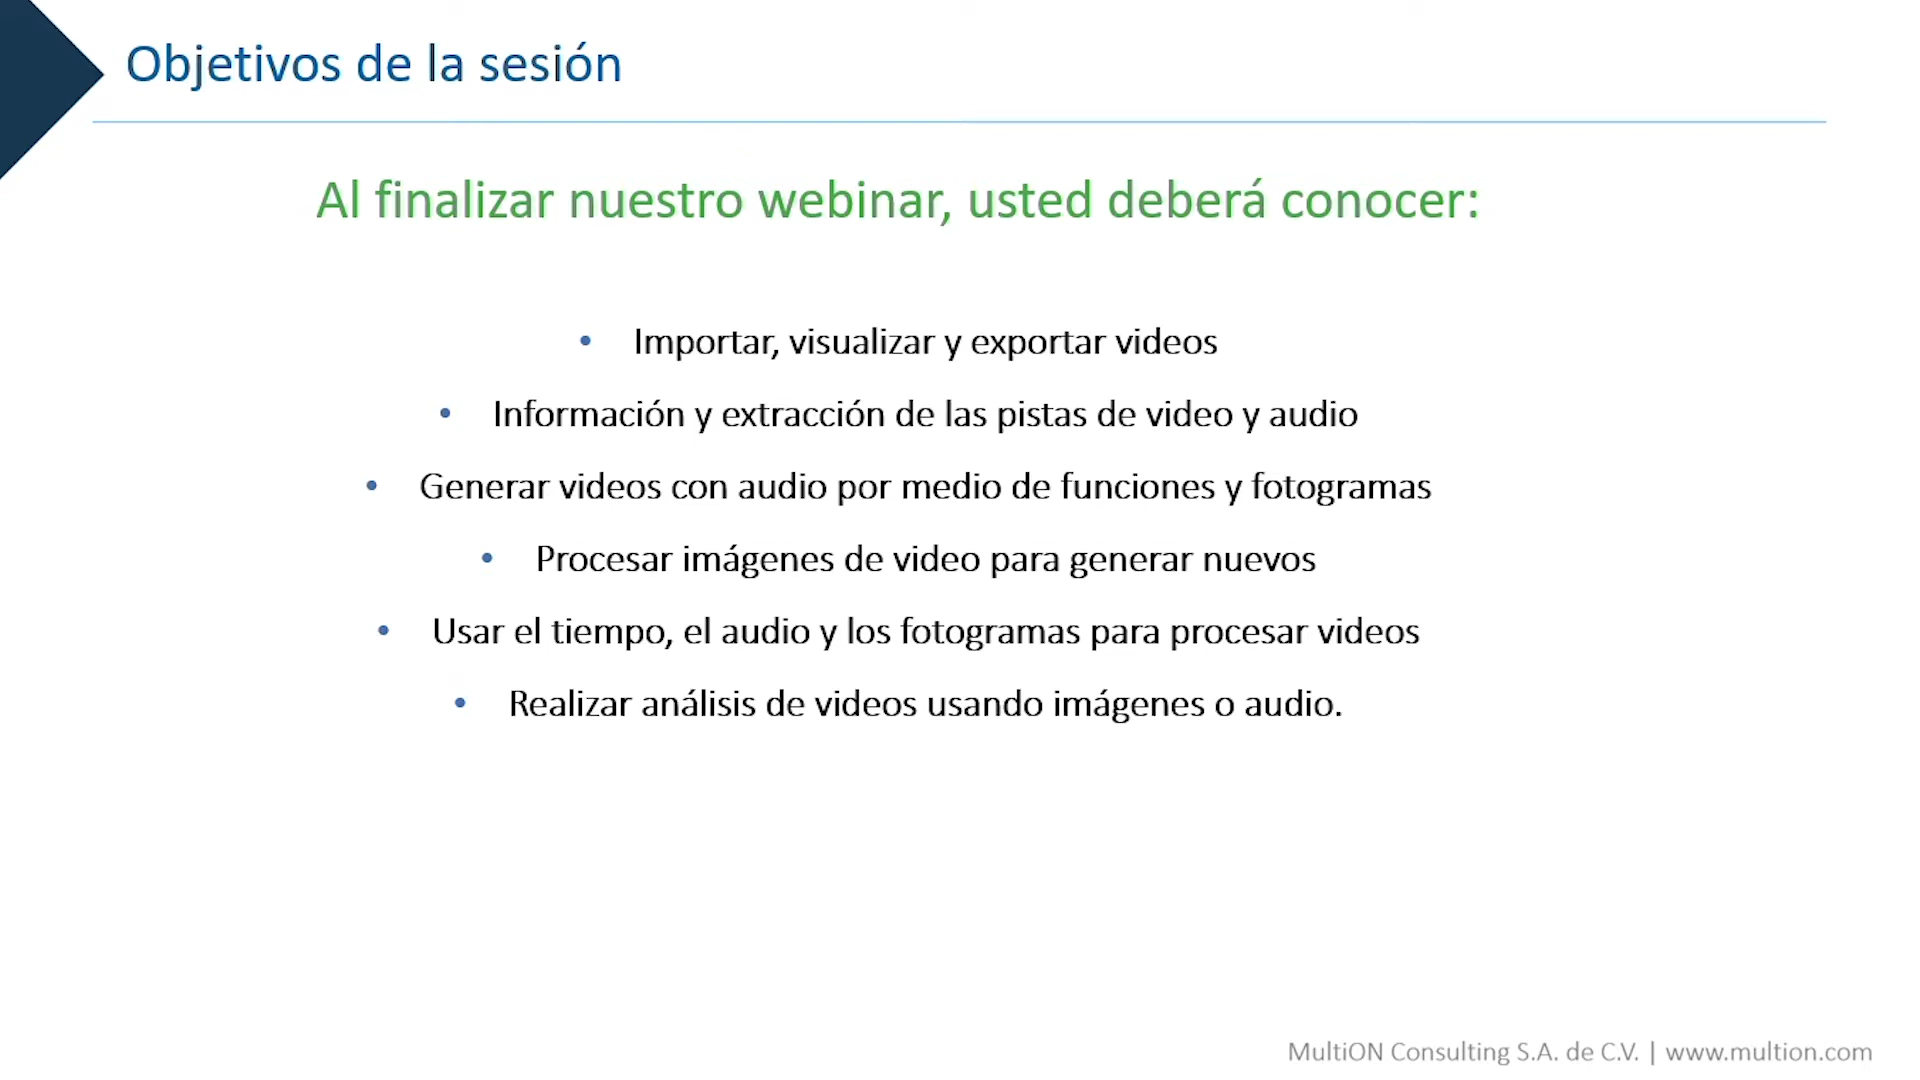 Objetivos de la sesión
Al finalizar nuestro webinar, usted deberá conocer:
• Importar, visualizar y exportar videos
• Información y extracción de las pistas de video y audio
• Generar videos con audio por medio de funciones y fotogramas
• Procesar imágenes de video para generar nuevos
• Usar el tiempo, el audio y los fotogramas para procesar videos
• Realizar análisis de videos usando imágenes o audio.
MultiON Consulting S.A. de C.V. | www.multion.com